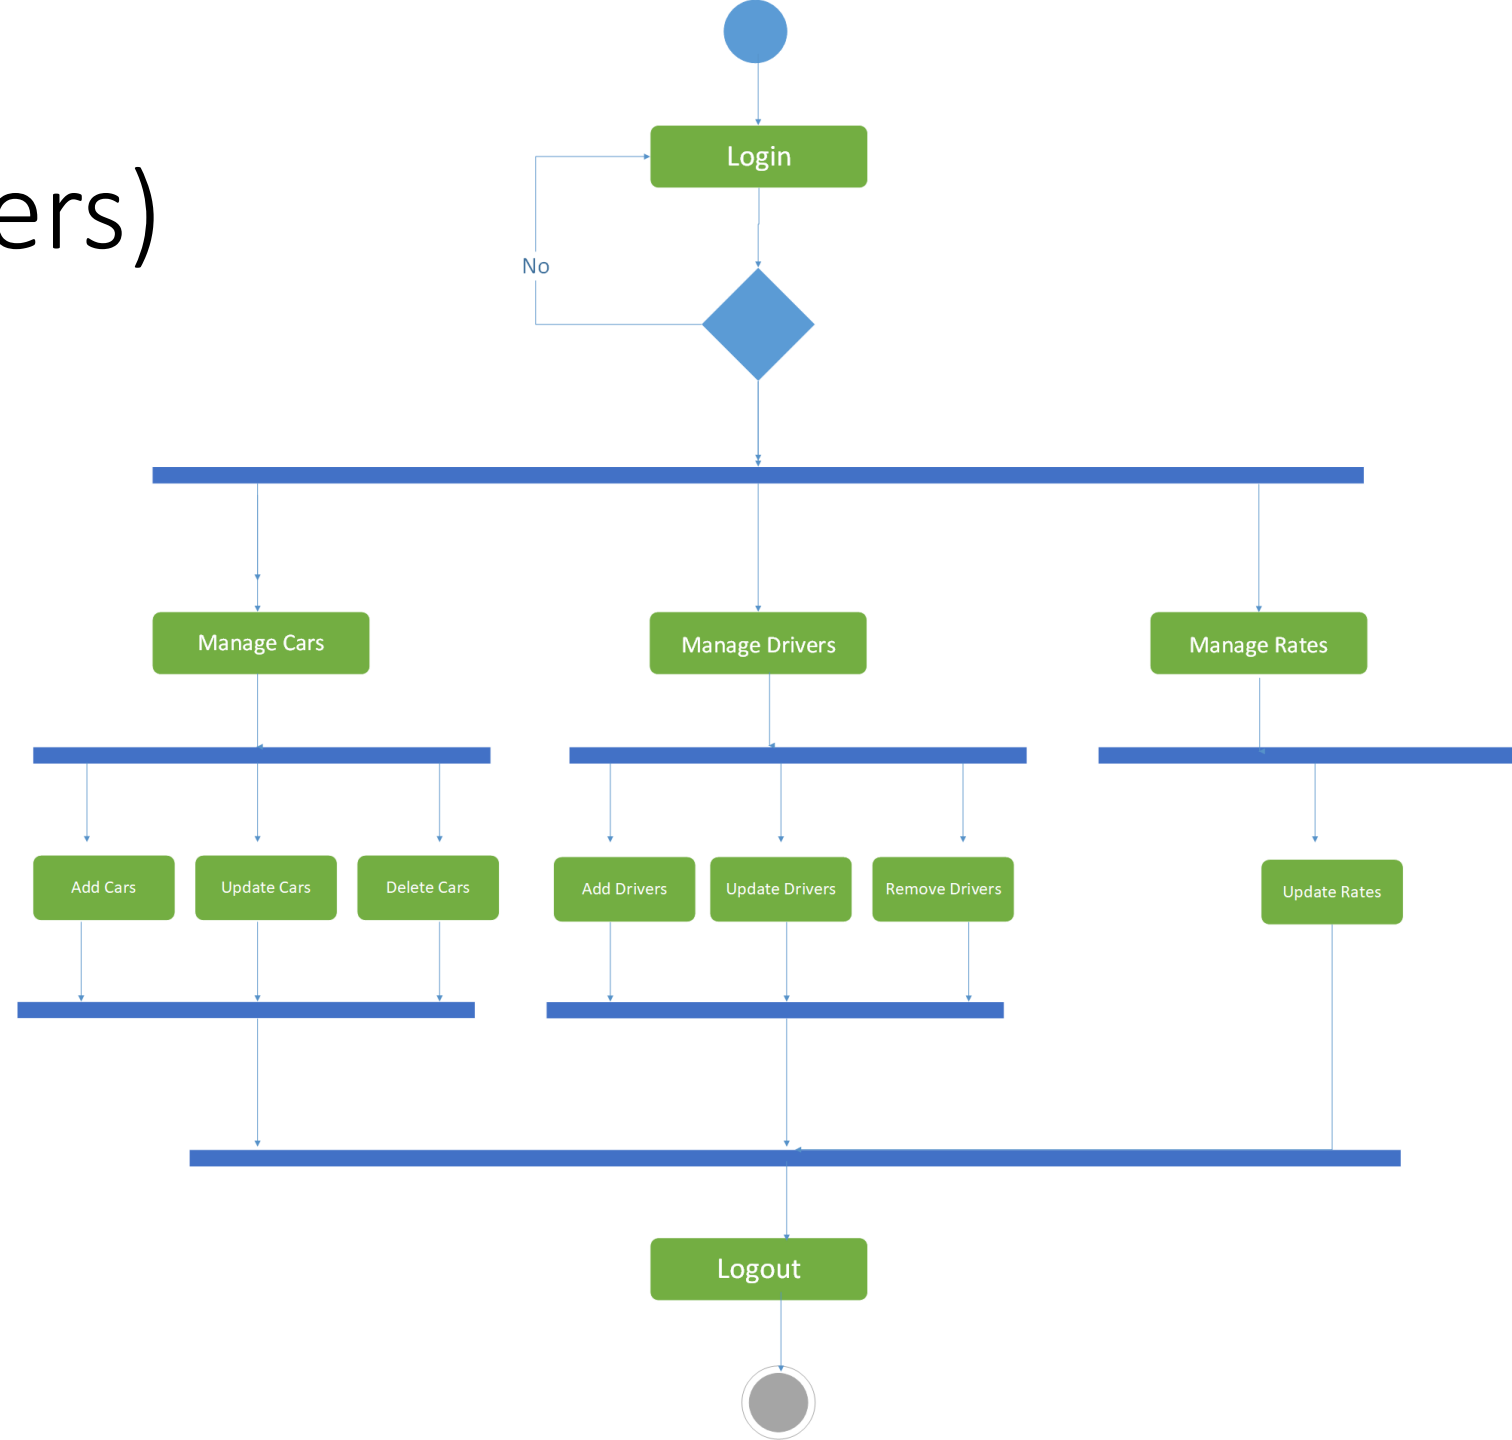 Login
ers)
No
Manage Cars
Manage Drivers
Manage Rates
Add Cars
Update Cars
Delete Cars
Add Drivers
Update Drivers
Remove Drivers
Update Rates
Logout